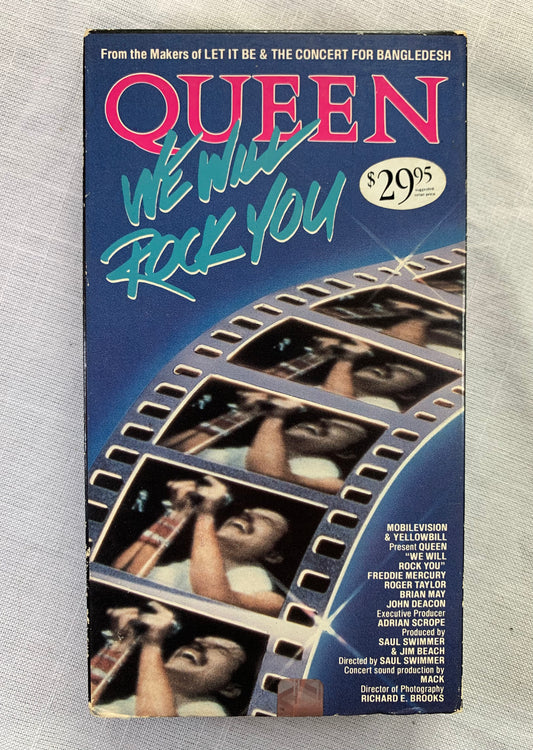 From the Makers of LET IT BE & THE CONCERT FOR BANGLEDESH
QUEEN
WE WILL
ROCK YOU
$29.95
suggested
retail price
MOBILEVISION
& YELLOWBILL
Present QUEEN
"WE WILL
ROCK YOU"
FREDDIE MERCURY
ROGER TAYLOR
BRIAN MAY
JOHN DEACON
Executive Producer
ADRIAN SCROPE
Produced by
SAUL SWIMMER
& JIM BEACH
Directed by SAUL SWIMMER
Concert sound production by
MACK
Director of Photography
RICHARD E. BROOKS